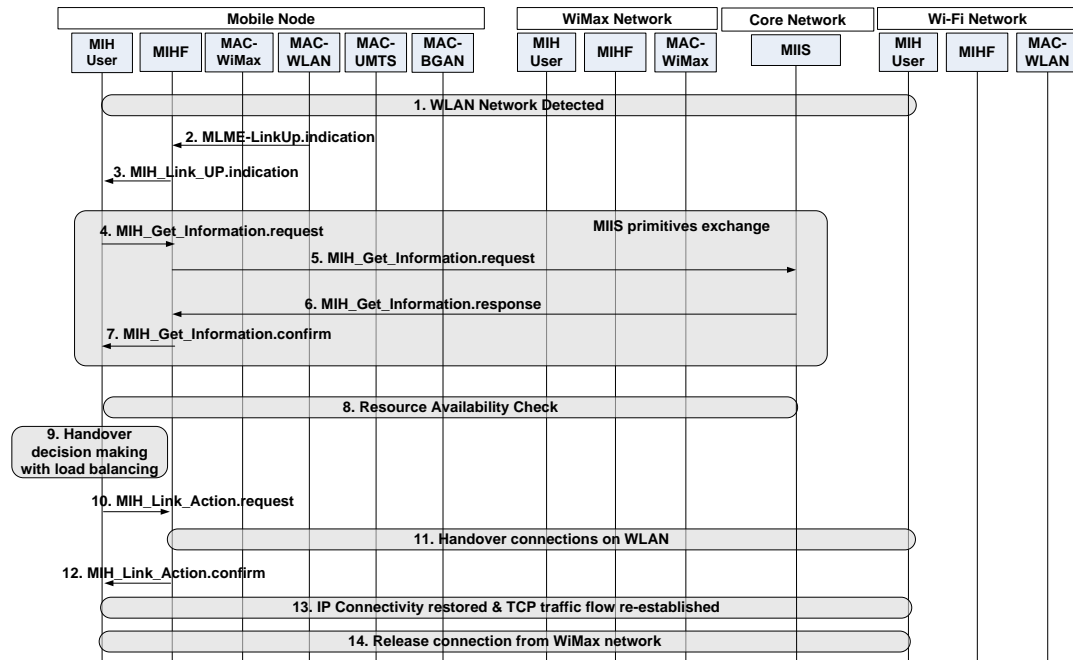 Mobile Node
WiMax Network
Core Network
Wi-Fi Network
MIH
User
MIHF
MAC-
WiMax
MAC-
WLAN
MAC-
UMTS
MAC-
BGAN
MIH
User
MIHF
MAC-
WiMax
MIIS
MIH
User
MIHF
MAC-
WLAN
1. WLAN Network Detected
2. MLME-LinkUp.indication
3. MIH_Link_UP.indication
MIIS primitives exchange
4. MIH_Get_Information.request
5. MIH_Get_Information.request
6. MIH_Get_Information.response
7. MIH_Get_Information.confirm
8. Resource Availability Check
9. Handover
decision making
with load balancing
10. MIH_Link_Action.request
11. Handover connections on WLAN
12. MIH_Link_Action.confirm
13. IP Connectivity restored & TCP traffic flow re-established
14. Release connection from WiMax network